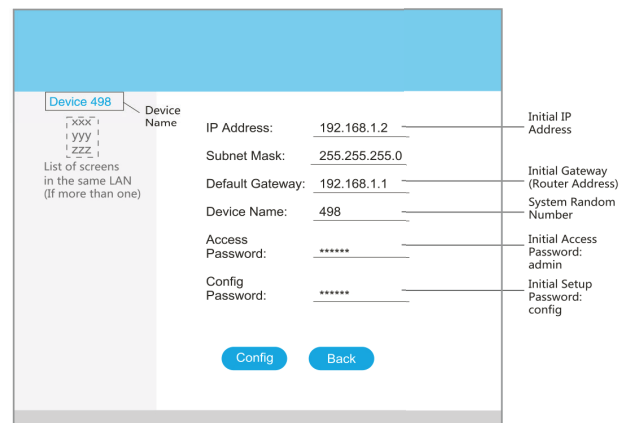 Device 498
Device
Name
xxx
yyy
zzz
List of screens
in the same LAN
(If more than one)
IP Address: 192.168.1.2
Initial IP
Address
Subnet Mask: 255.255.255.0
Default Gateway: 192.168.1.1
Initial Gateway
(Router Address)
Device Name: 498
System Random
Number
Access
Password: ******
Initial Access
Password:
admin
Config
Password: ******
Initial Setup
Password:
config
Config Back